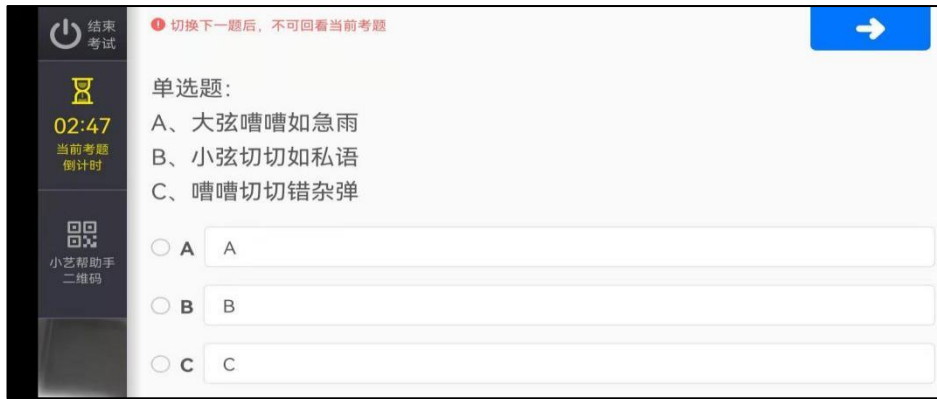 结束
考试
02:47
当前考题
倒计时
小艺帮助手
二维码
切换下一题后，不可回看当前考题
单选题：
A、大弦嘈嘈如急雨
B、小弦切切如私语
C、嘈嘈切切错杂弹
A A
B B
C C